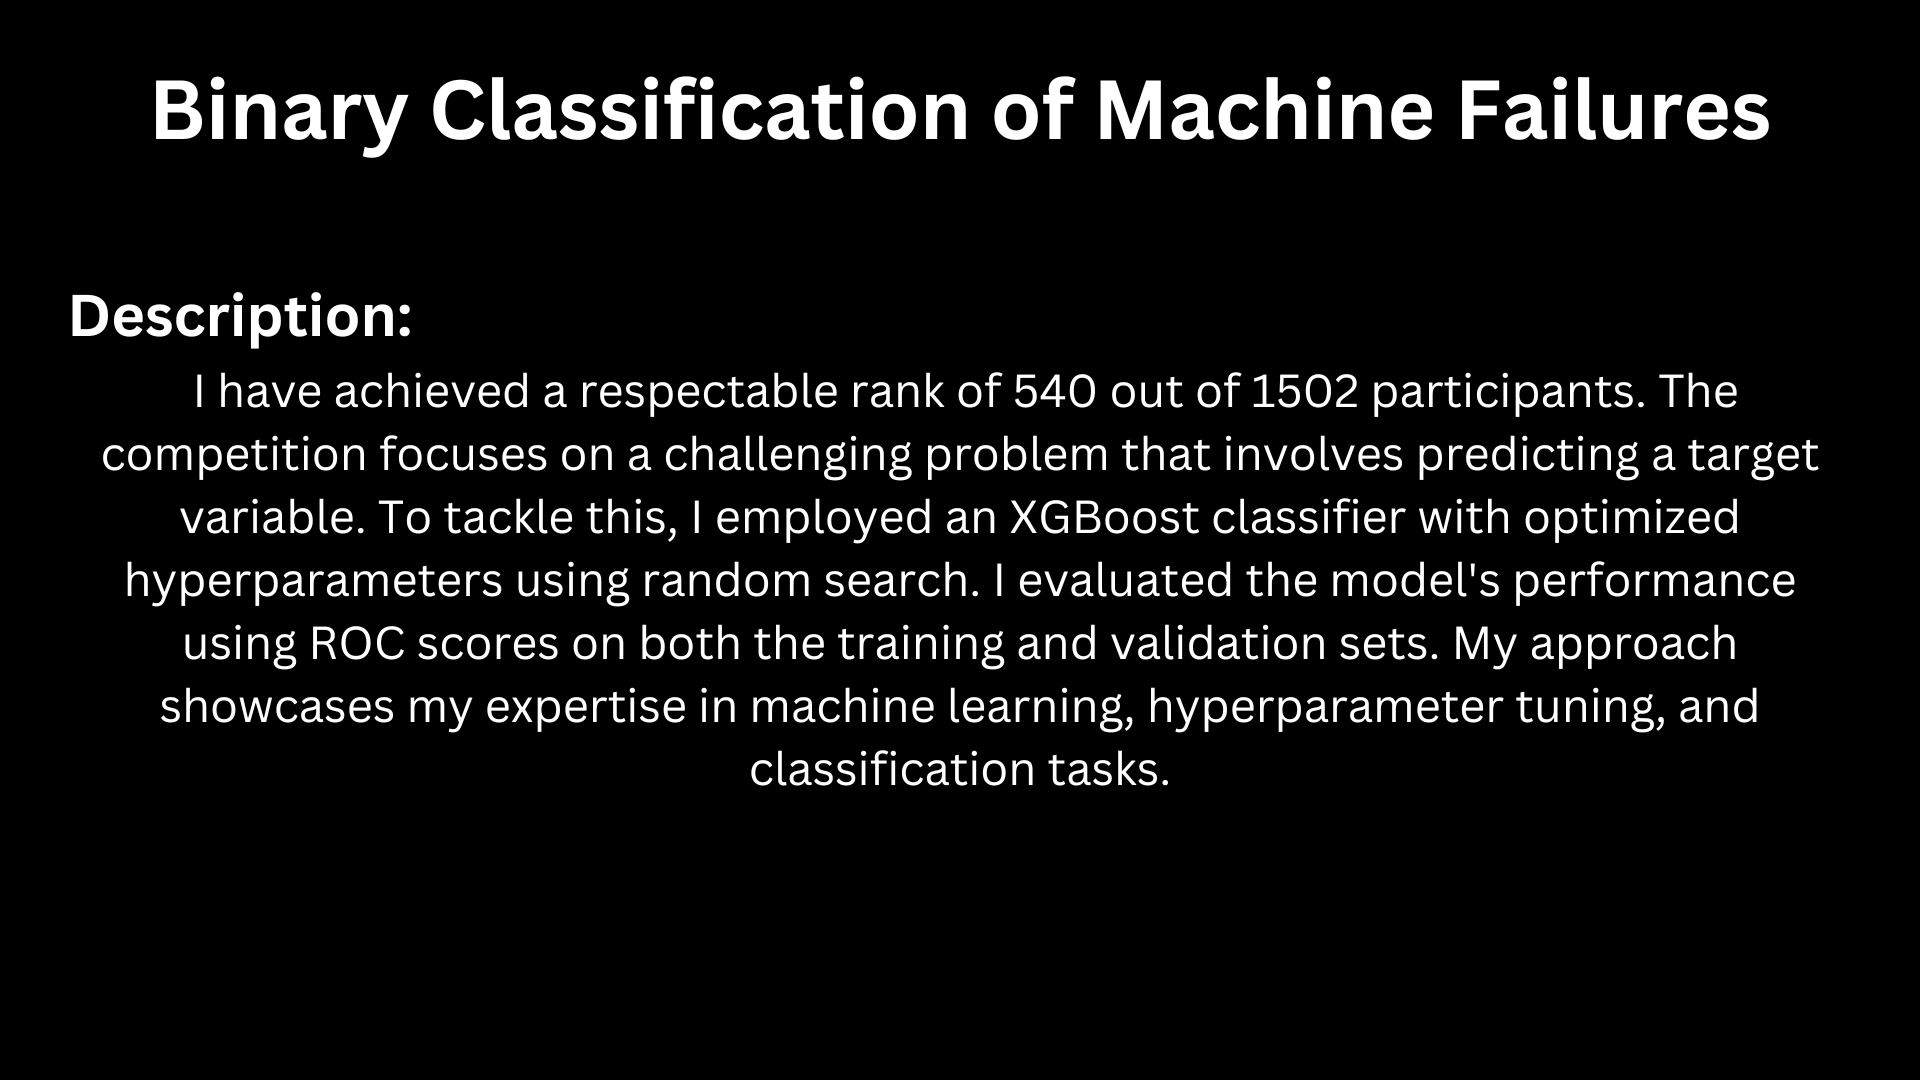 Binary Classification of Machine Failures
Description:
I have achieved a respectable rank of 540 out of 1502 participants. The
competition focuses on a challenging problem that involves predicting a target
variable. To tackle this, I employed an XGBoost classifier with optimized
hyperparameters using random search. I evaluated the model's performance
using ROC scores on both the training and validation sets. My approach
showcases my expertise in machine learning, hyperparameter tuning, and
classification tasks.